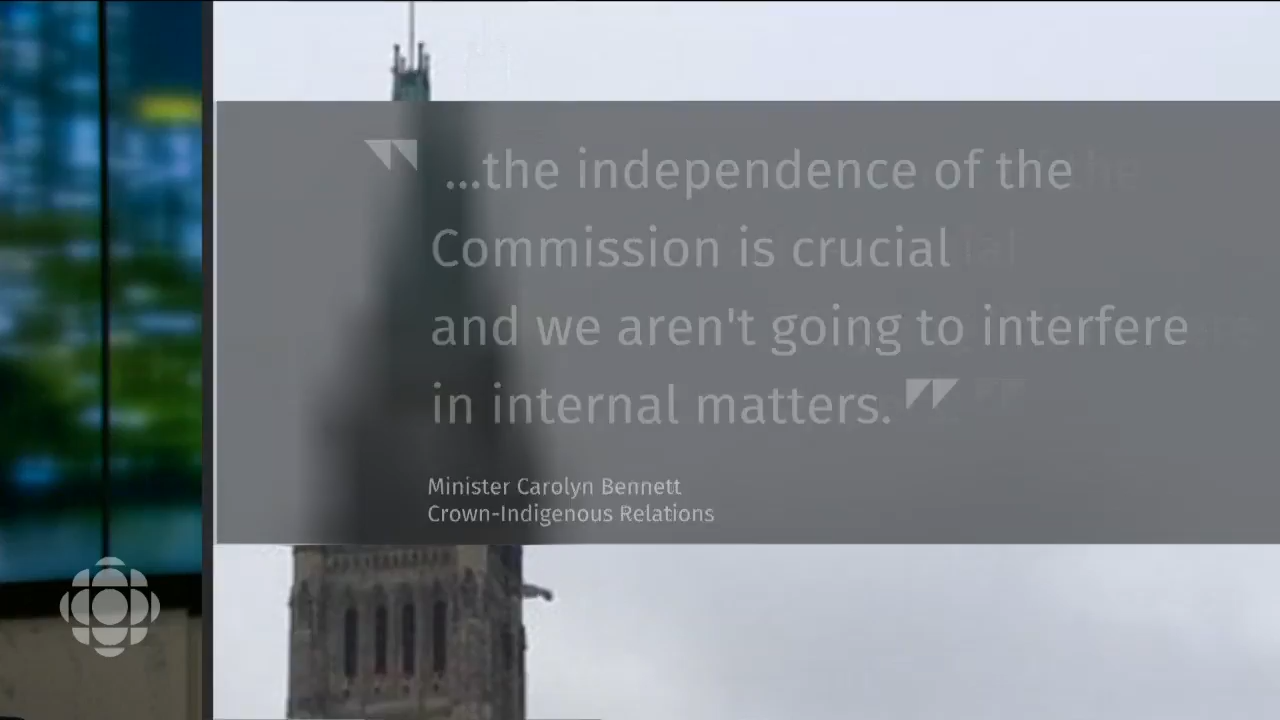 ...the independence of the
Commission is crucial
and we aren't going to interfere
in internal matters.
Minister Carolyn Bennett
Crown-Indigenous Relations